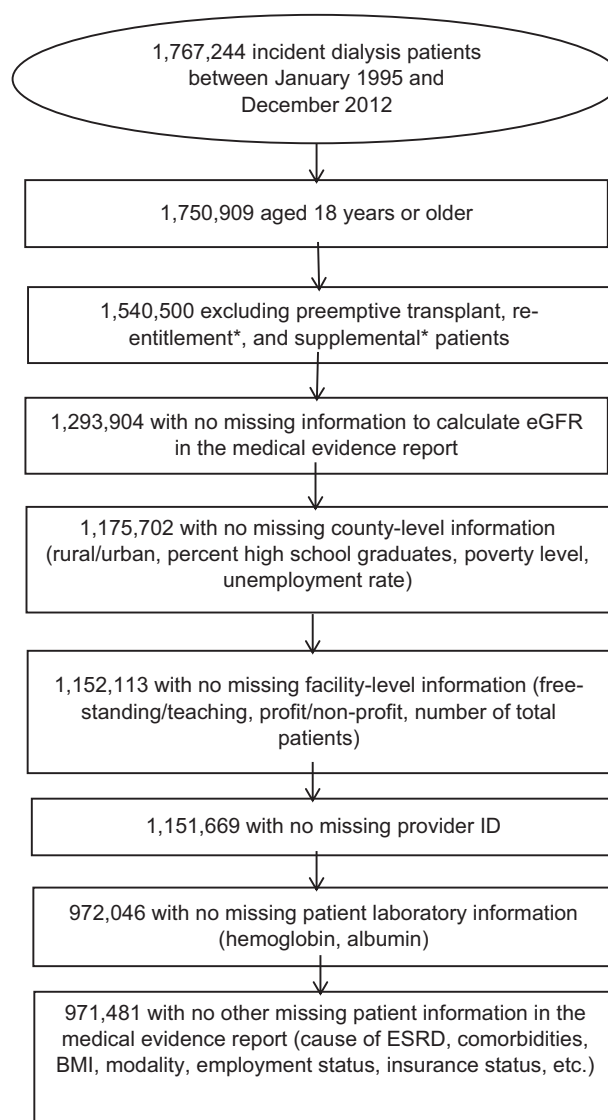 1,767,244 incident dialysis patients
between January 1995 and
December 2012
1,750,909 aged 18 years or older
1,540,500 excluding preemptive transplant, re-
entitlement*, and supplemental* patients
1,293,904 with no missing information to calculate eGFR
in the medical evidence report
1,175,702 with no missing county-level information
(rural/urban, percent high school graduates, poverty level,
unemployment rate)
1,152,113 with no missing facility-level information (free-
standing/teaching, profit/non-profit, number of total
patients)
1,151,669 with no missing provider ID
972,046 with no missing patient laboratory information
(hemoglobin, albumin)
971,481 with no other missing patient information in the
medical evidence report (cause of ESRD, comorbidities,
BMI, modality, employment status, insurance status, etc.)